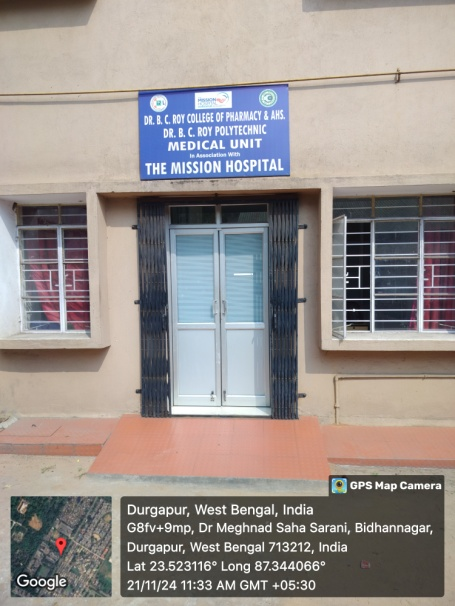 MISSION
DR. B. C. ROY COLLEGE OF PHARMACY & AHS.
DR. B. C. ROY POLYTECHNIC
MEDICAL UNIT
In Association With
THE MISSION HOSPITAL
GPS Map Camera
Durgapur, West Bengal, India
G8fv+9mp, Dr Meghnad Saha Sarani, Bidhannagar,
Durgapur, West Bengal 713212, India
Lat 23.523116° Long 87.344066°
21/11/24 11:33 AM GMT +05:30
Google